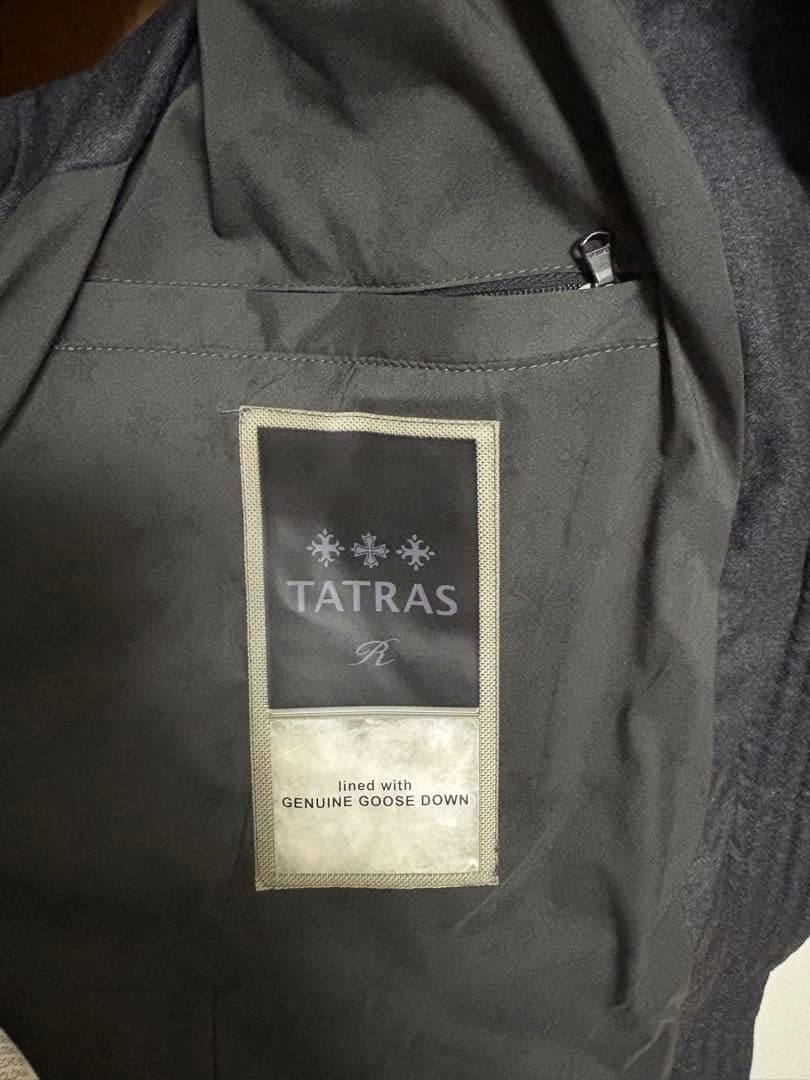 TATRAS
R
lined with
GENUINE GOOSE DOWN